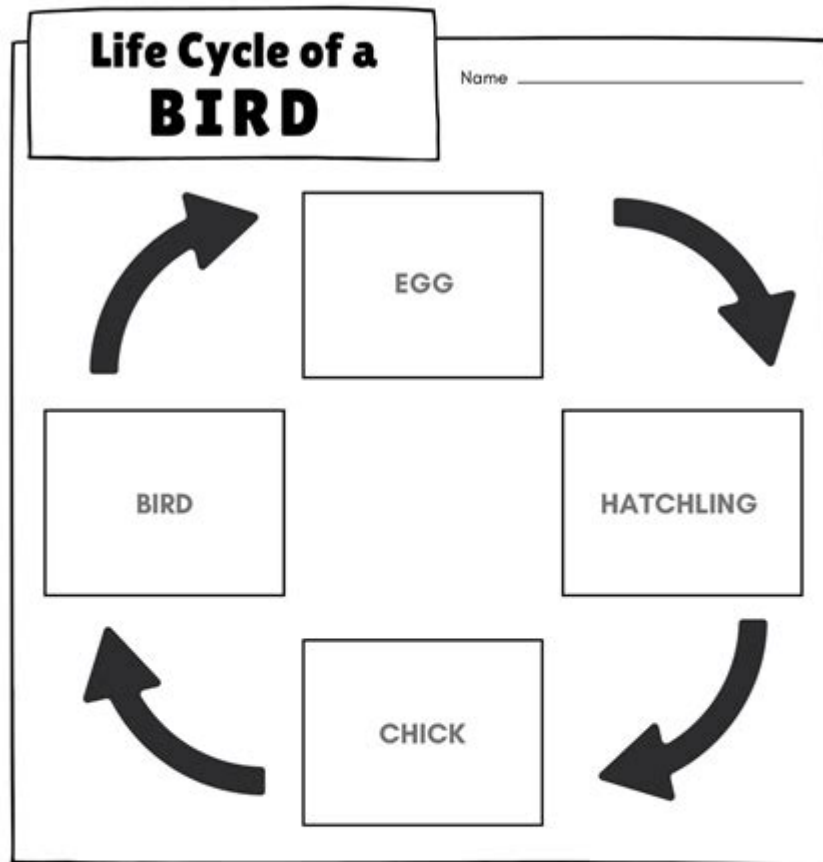 Life Cycle of a
BIRD
Name
EGG
BIRD
HATCHLING
CHICK